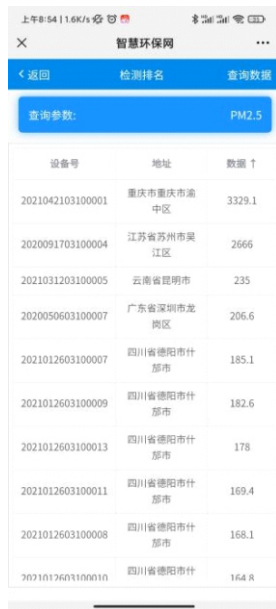 上午8:54 | 1.6K/s
智慧环保网
返回
检测排名
查询数据
查询参数:
PM2.5
设备号 地址 数据 ↑
2021042103100001 重庆市重庆市渝 3329.1
中区
2020091703100004 江苏省苏州市吴 2666
江区
2021031203100005 云南省昆明市 235
2020050603100007 广东省深圳市龙 206.6
岗区
2021012603100007 四川省德阳市什 185.1
邡市
2021012603100009 四川省德阳市什 182.6
邡市
2021012603100013 四川省德阳市什 178
邡市
2021012603100011 四川省德阳市什 169.4
邡市
2021012603100008 四川省德阳市什 168.1
邡市
2021012603100010 四川省德阳市什 164.8